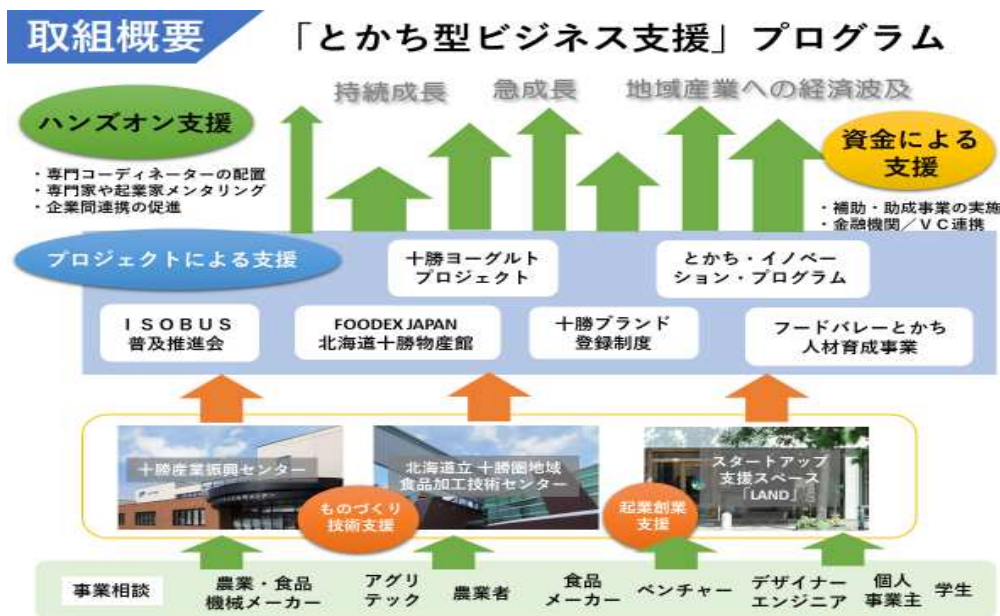 取組概要
「とかち型ビジネス支援」プログラム
持続成長
急成長
地域産業への経済波及
ハンズオン支援
・専門コーディネーターの配置
・専門家や起業家メンタリング
・企業間連携の促進
資金による
支援
・補助・助成事業の実施
・金融機関／ＶＣ連携
プロジェクトによる支援
十勝ヨーグルト
プロジェクト
とかち・イノベー
ション・プログラム
ＩＳＯＢＵＳ
普及推進会
FOODEX JAPAN
北海道十勝物産館
十勝ブランド
登録制度
フードバレーとかち
人材育成事業
十勝産業振興センター
北海道立 十勝圏地域
食品加工技術センター
スタートアップ
支援スペース
「LAND」
ものづくり
技術支援
起業創業
支援
事業相談
農業・食品
機械メーカー
アグリ
テック
農業者
食品
メーカー
ベンチャー
デザイナー
エンジニア
個人
事業主
学生